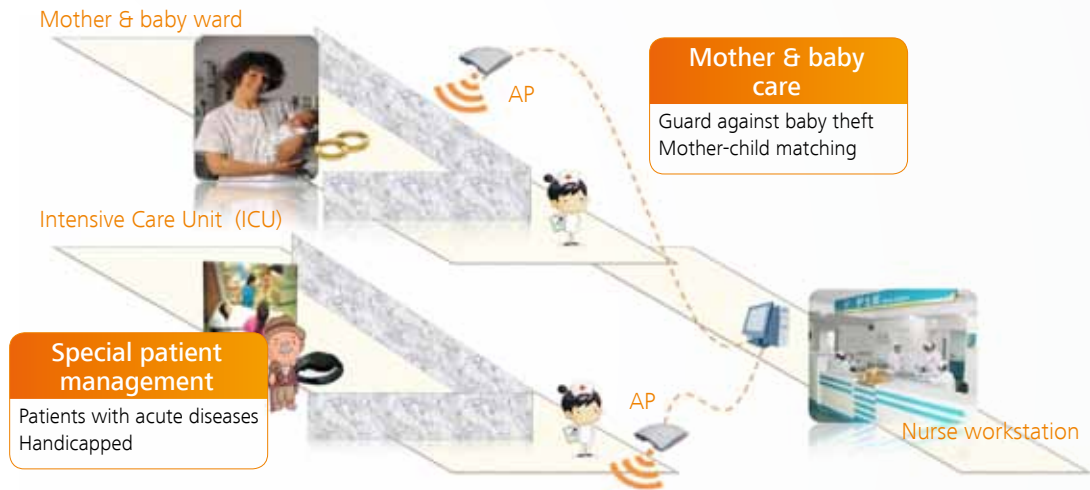 Mother & baby ward
AP
Mother & baby
care
Guard against baby theft
Mother-child matching
Intensive Care Unit (ICU)
Special patient
management
Patients with acute diseases
Handicapped
AP
Nurse workstation